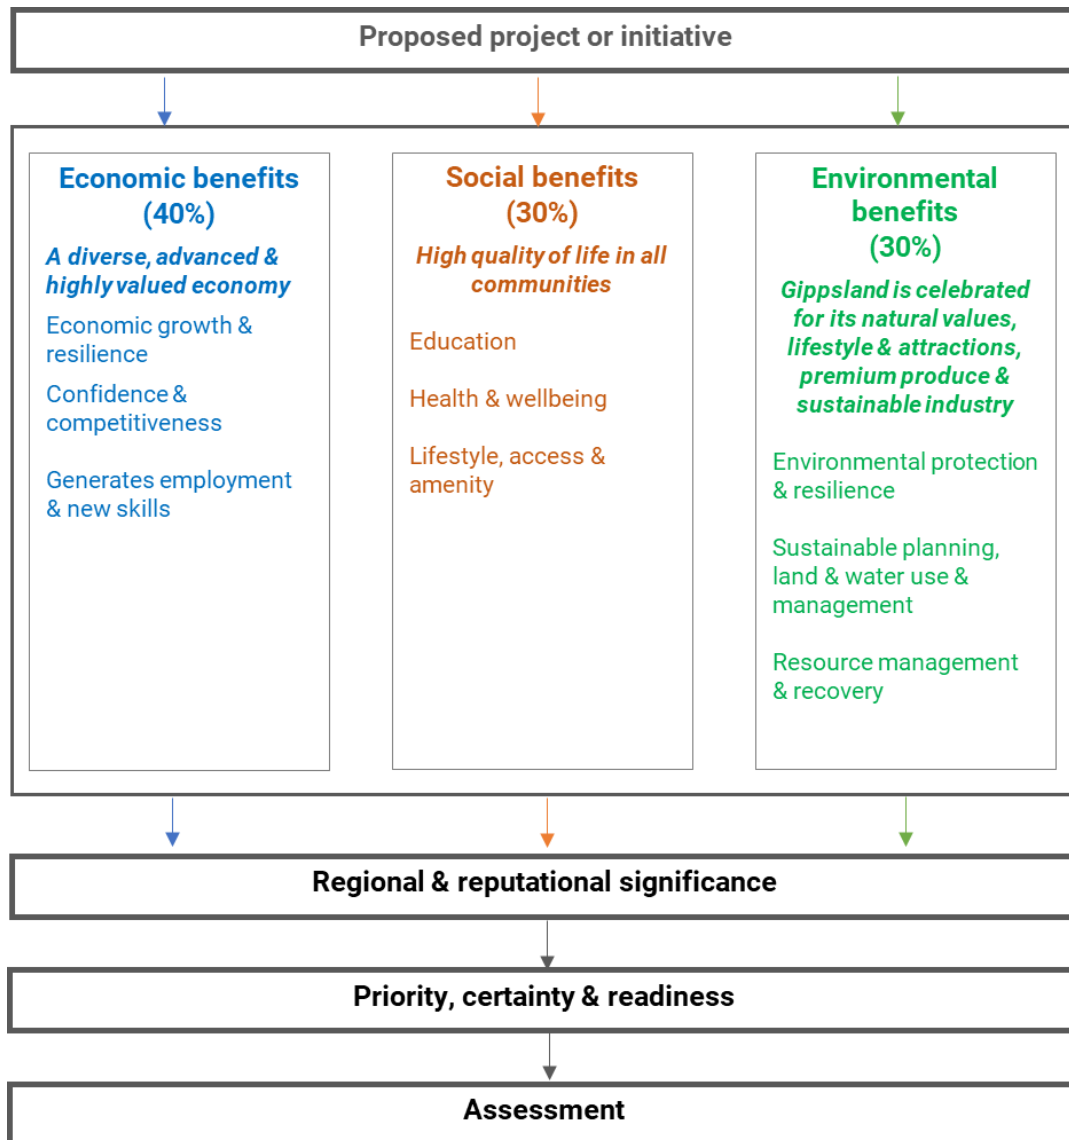 Proposed project or initiative
Economic benefits
(40%)
A diverse, advanced &
highly valued economy
Economic growth &
resilience
Confidence &
competitiveness
Generates employment
& new skills
Social benefits
(30%)
High quality of life in all
communities
Education
Health & wellbeing
Lifestyle, access &
amenity
Environmental
benefits
(30%)
Gippsland is celebrated
for its natural values,
lifestyle & attractions,
premium produce &
sustainable industry
Environmental protection
& resilience
Sustainable planning,
land & water use &
management
Resource management
& recovery
Regional & reputational significance
Priority, certainty & readiness
Assessment